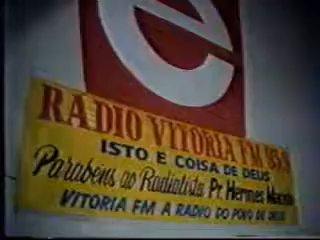 e
RADIO VITORIA FM
ISTO E COISA DE DEUS
Parabens ao Radialista Pr. Hermes
VITORIA FM A RADIO DO POVO DE DEUS